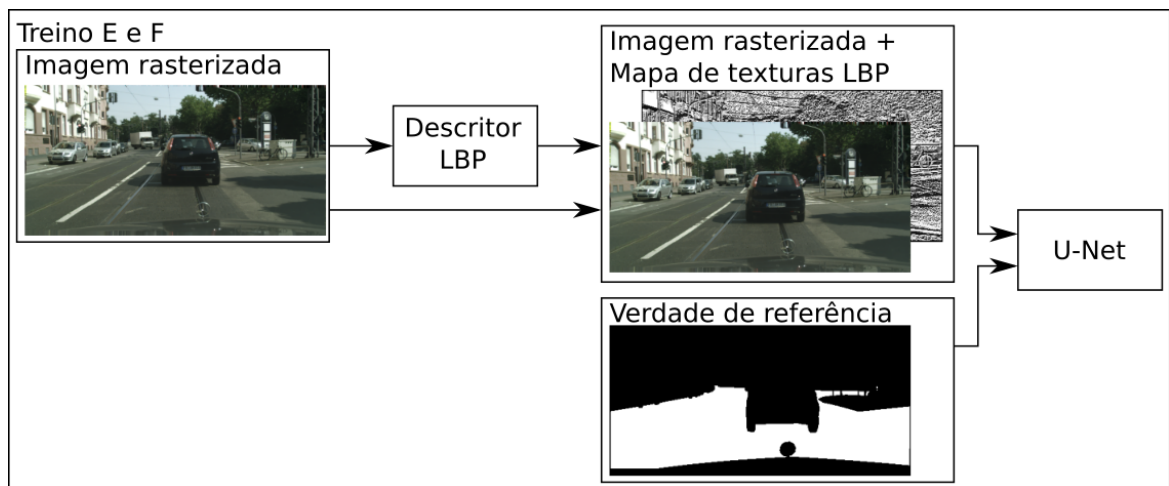 Treino E e F
Imagem rasterizada
Descritor
LBP
Imagem rasterizada +
Mapa de texturas LBP
Verdade de referência
U-Net